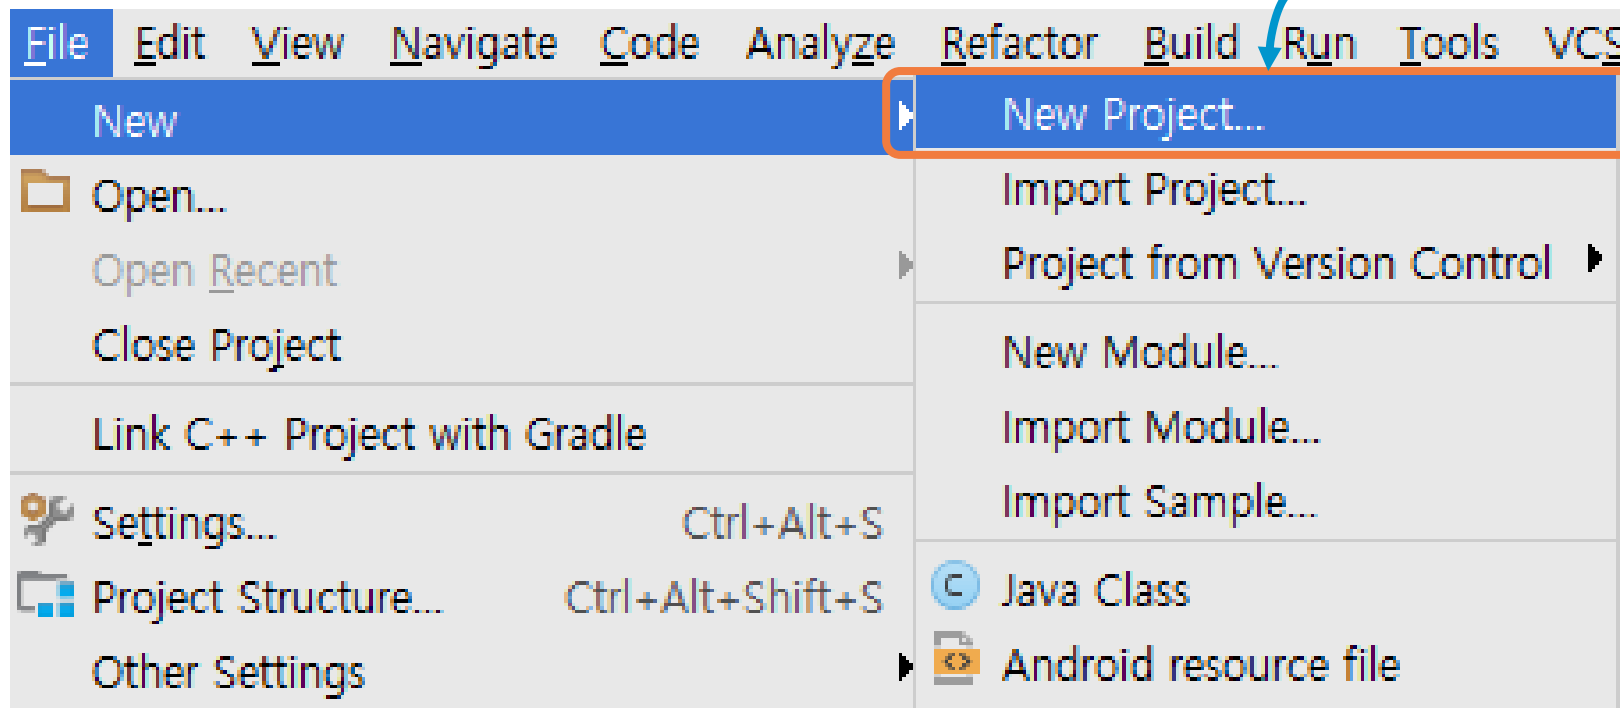 File Edit View Navigate Code Analyze Refactor Build Run Tools VCS
New
Open...
Open Recent
Close Project
Link C++ Project with Gradle
Settings... Ctrl+Alt+S
Project Structure... Ctrl+Alt+Shift+S
Other Settings
New Project...
Import Project...
Project from Version Control
New Module...
Import Module...
Import Sample...
C Java Class
Android resource file